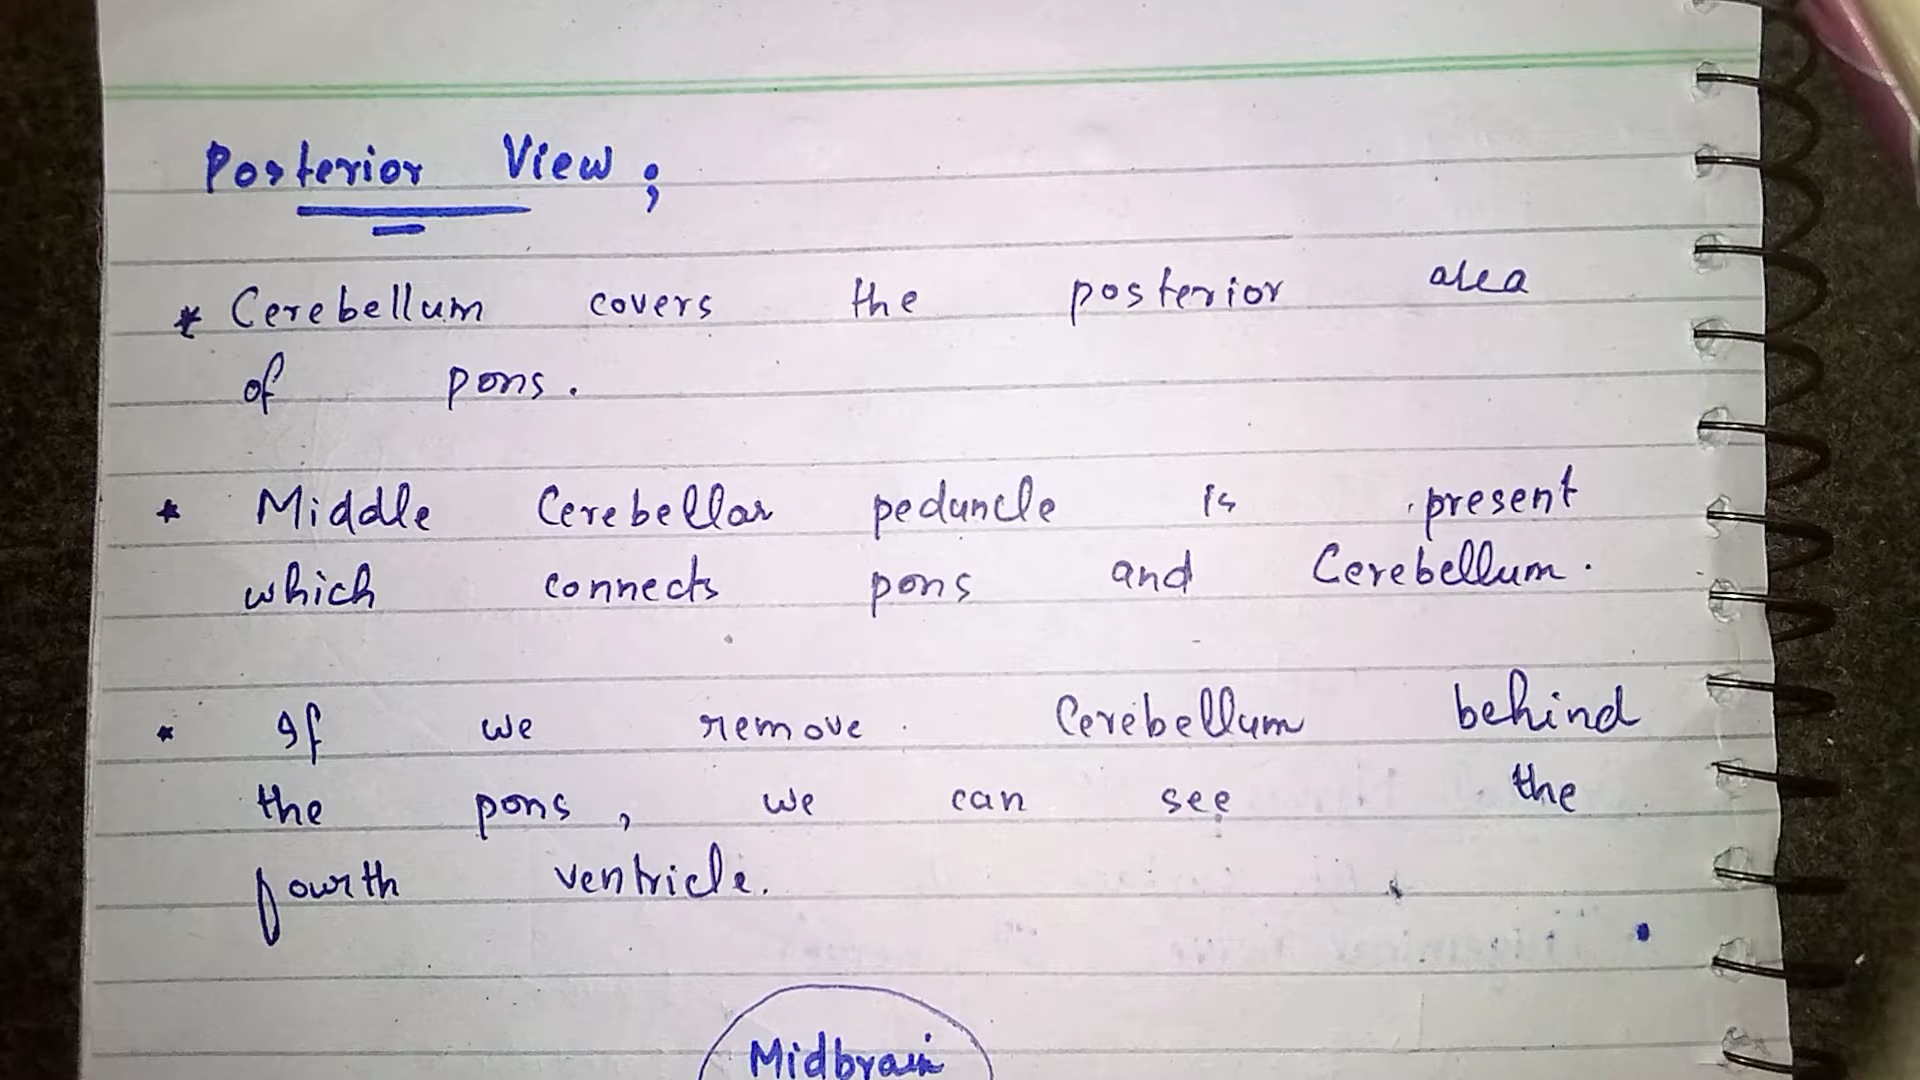 Posterior View ;
* Cerebellum covers the posterior area
of pons.
* Middle Cerebellar peduncle is present
which connects pons and Cerebellum.
* If we remove Cerebellum behind
the pons, we can see the
fourth ventricle.
Midbrain